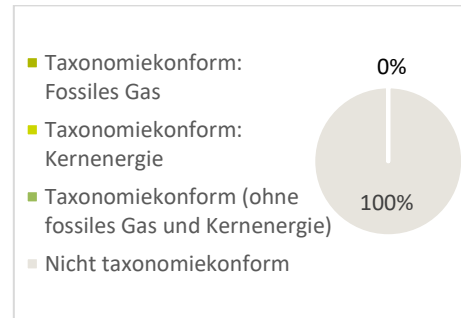 Taxonomiekonform:
Fossiles Gas
Taxonomiekonform:
Kernenergie
Taxonomiekonform (ohne
fossiles Gas und Kernenergie)
Nicht taxonomiekonform
0%
100%